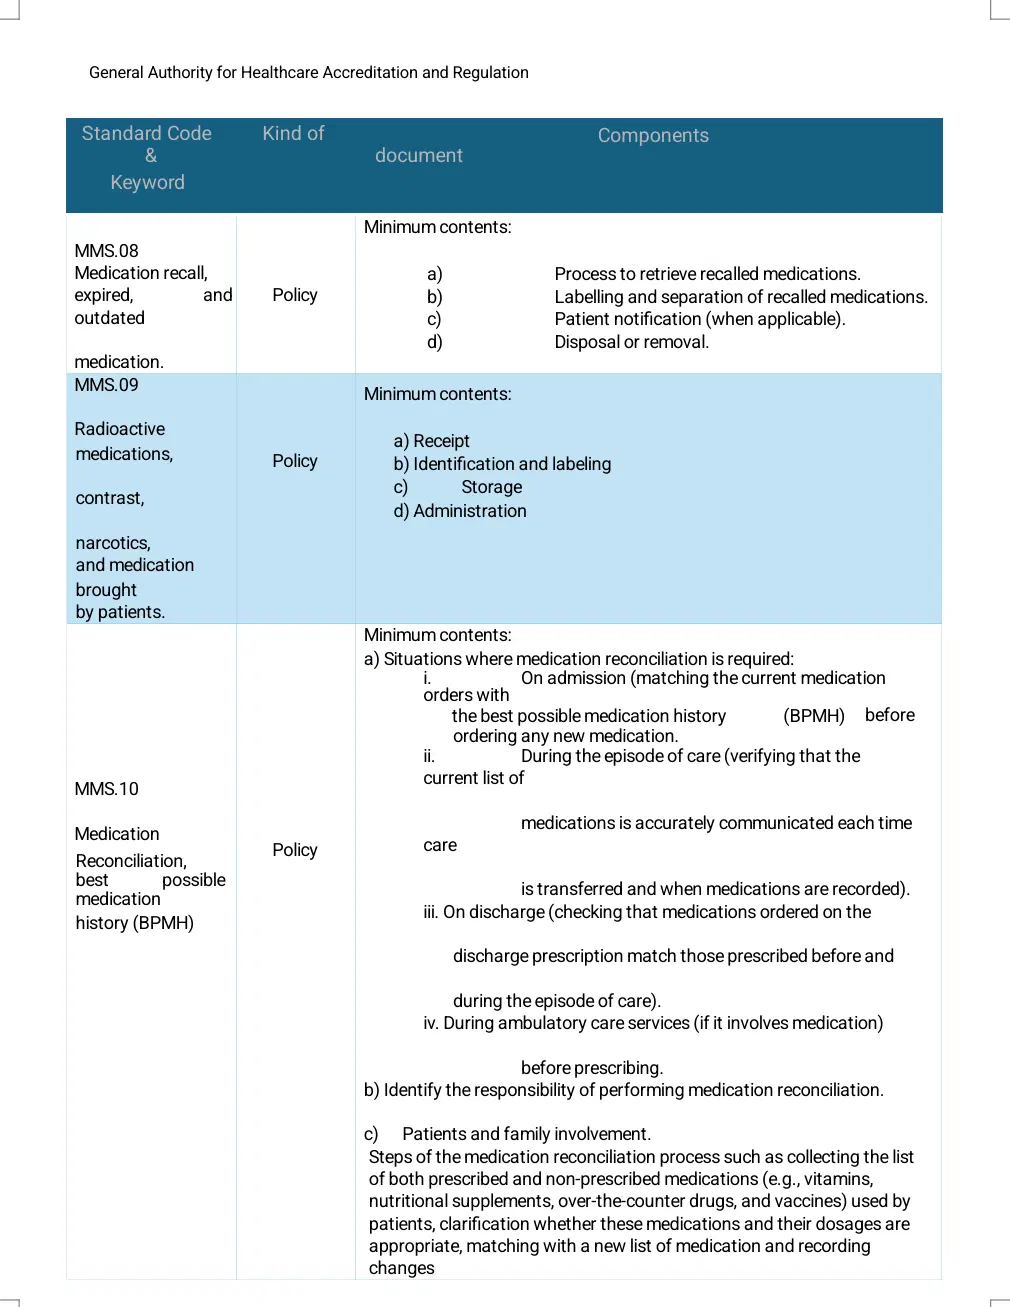 General Authority for Healthcare Accreditation and Regulation
Standard Code
&
Keyword
Kind of
document
Components
MMS.08
Medication recall,
expired, and
outdated
medication.
Policy
Minimum contents:
a) Process to retrieve recalled medications.
b) Labelling and separation of recalled medications.
c) Patient notification (when applicable).
d) Disposal or removal.
MMS.09
Radioactive
medications,
contrast,
narcotics,
and medication
brought
by patients.
Policy
Minimum contents:
a) Receipt
b) Identification and labeling
c) Storage
d) Administration
MMS.10
Medication
Reconciliation,
best possible
medication
history (BPMH)
Policy
Minimum contents:
a) Situations where medication reconciliation is required:
i. On admission (matching the current medication
orders with
the best possible medication history (BPMH) before
ordering any new medication.
ii. During the episode of care (verifying that the
current list of
medications is accurately communicated each time
care
is transferred and when medications are recorded).
iii. On discharge (checking that medications ordered on the
discharge prescription match those prescribed before and
during the episode of care).
iv. During ambulatory care services (if it involves medication)
before prescribing.
b) Identify the responsibility of performing medication reconciliation.
c) Patients and family involvement.
Steps of the medication reconciliation process such as collecting the list
of both prescribed and non-prescribed medications (e.g., vitamins,
nutritional supplements, over-the-counter drugs, and vaccines) used by
patients, clarification whether these medications and their dosages are
appropriate, matching with a new list of medication and recording
changes